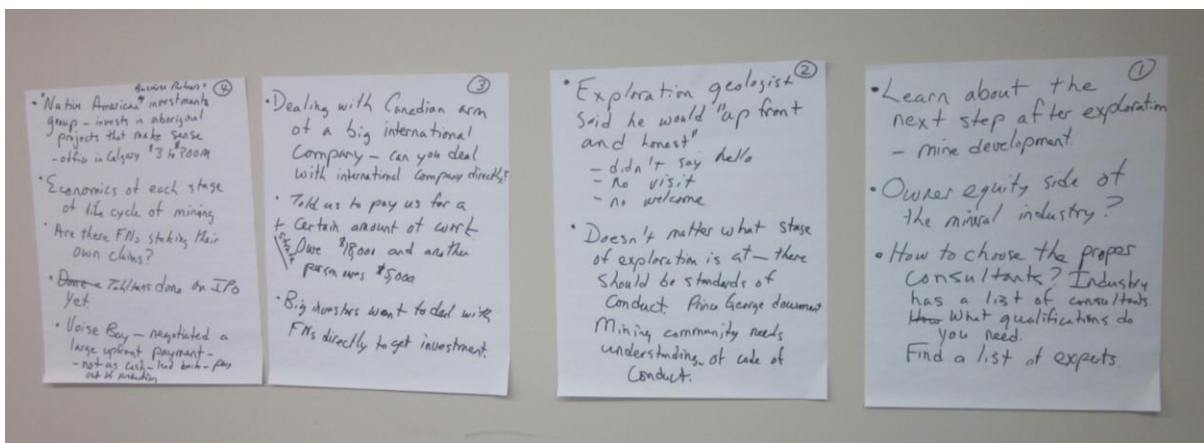 Business Partners" ④
• "Native American" investments
group - invests in aboriginal
projects that make sense
- office in Calgary $3 to $300m
• Economics of each stage
of life cycle of mining.
• Are there FNs staking their
own claims?
• Tahltans done an IPO
yet.
• Voise Bay - negotiated a
large upfront payment -
- not as cash - back - pay
out of production
③
• Dealing with Canadian arm
of a big international
Company - can you deal
with international company directly?
• Told us to pay us for a
certain amount of work.
Owe $18,000 and another
person owes $5,000
• Big investors want to deal with
FNs directly to get investment.
②
• Exploration geologist
said he would "up front
and honest"
- didn't say hello
- no visit
- no welcome
• Doesn't matter what stage
of exploration is at - there
should be standards of
Conduct. Prince George document
Mining community needs
understanding of code of
Conduct.
①
• Learn about the
next step after exploration
- mine development.
• Owner equity side of
the mineral industry?
• How to choose the proper
Consultants? Industry
has a list of consultants.
What qualifications do
you need.
Find a list of experts.